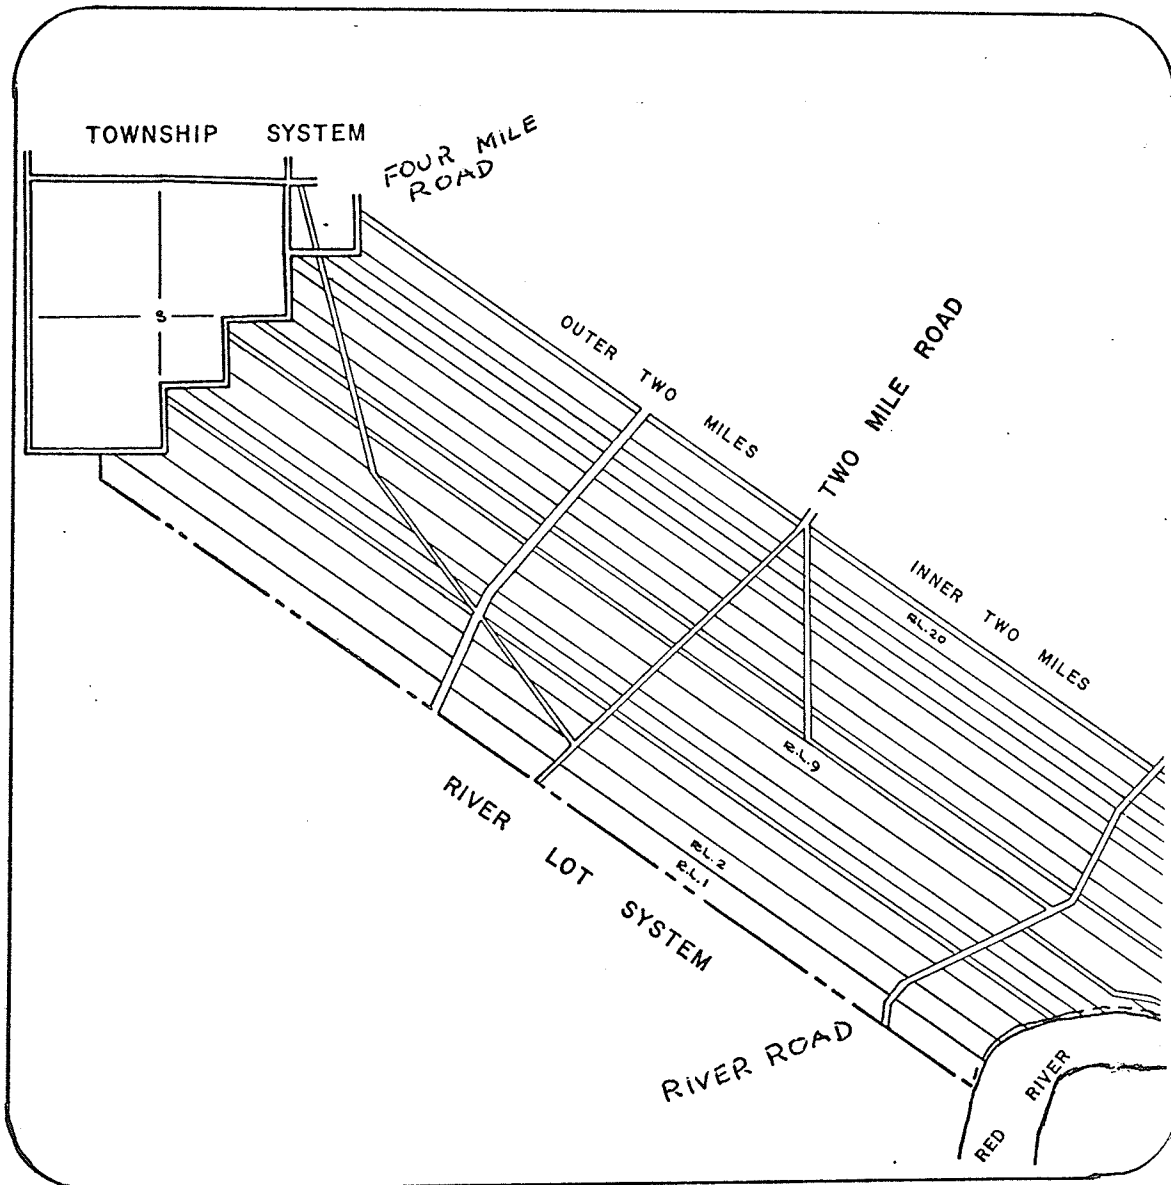 TOWNSHIP SYSTEM
FOUR MILE
ROAD
S
OUTER TWO MILES
TWO MILE ROAD
INNER TWO MILES
RL.20
R.L.9
RIVER LOT SYSTEM
R.L.2
R.L.1
RIVER ROAD
RED RIVER